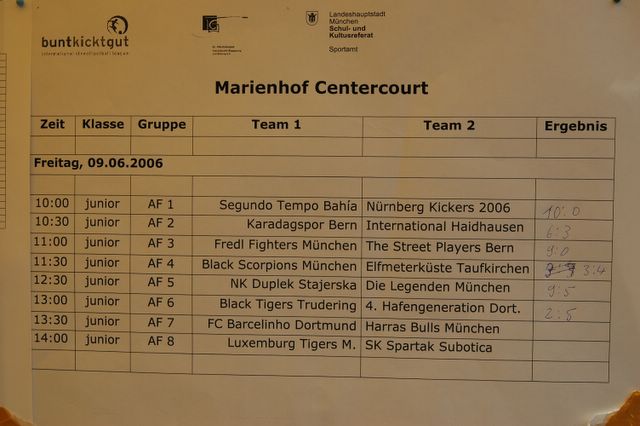 buntkicktgut
international streetfootball league
Landeshauptstadt
München
Schul- und
Kultusreferat
Sportamt
Marienhof Centercourt
Zeit Klasse Gruppe Team 1 Team 2 Ergebnis
Freitag, 09.06.2006
10:00 junior AF 1 Segundo Tempo Bahía Nürnberg Kickers 2006 10:0
10:30 junior AF 2 Karadagspor Bern International Haidhausen 6:3
11:00 junior AF 3 Fredl Fighters München The Street Players Bern 9:0
11:30 junior AF 4 Black Scorpions München Elfmeterküste Taufkirchen 3:4
12:30 junior AF 5 NK Duplek Stajerska Die Legenden München 9:5
13:00 junior AF 6 Black Tigers Trudering 4. Hafengeneration Dort. 2:5
13:30 junior AF 7 FC Barcelinho Dortmund Harras Bulls München
14:00 junior AF 8 Luxemburg Tigers M. SK Spartak Subotica